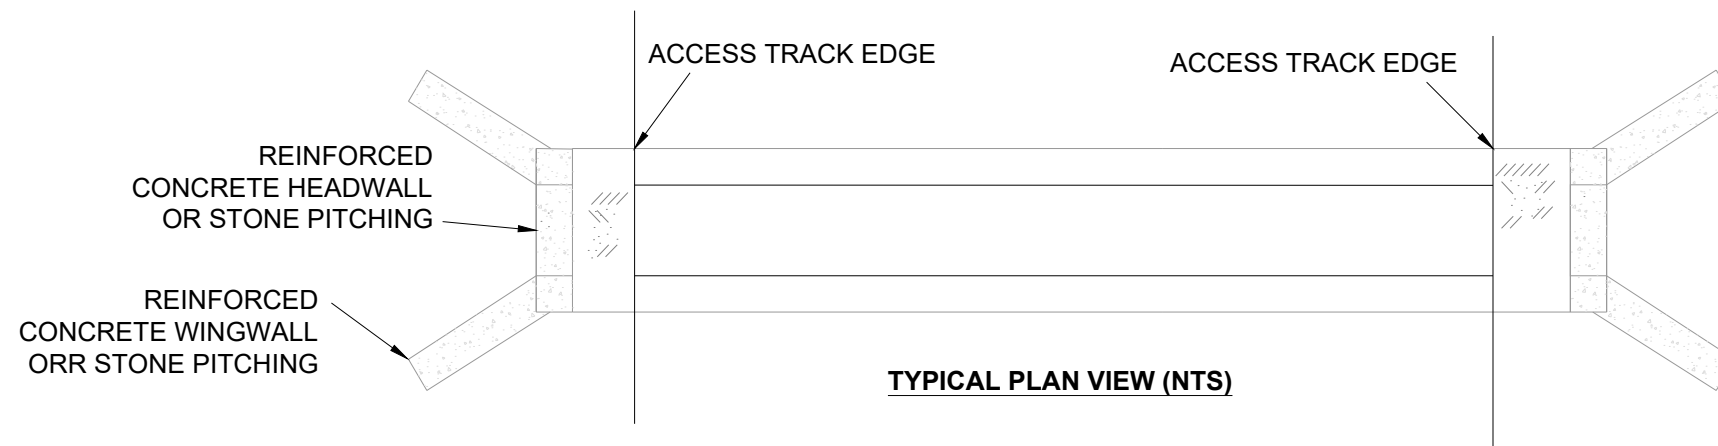 ACCESS TRACK EDGE
ACCESS TRACK EDGE
REINFORCED
CONCRETE HEADWALL
OR STONE PITCHING
REINFORCED
CONCRETE WINGWALL
ORR STONE PITCHING
TYPICAL PLAN VIEW (NTS)